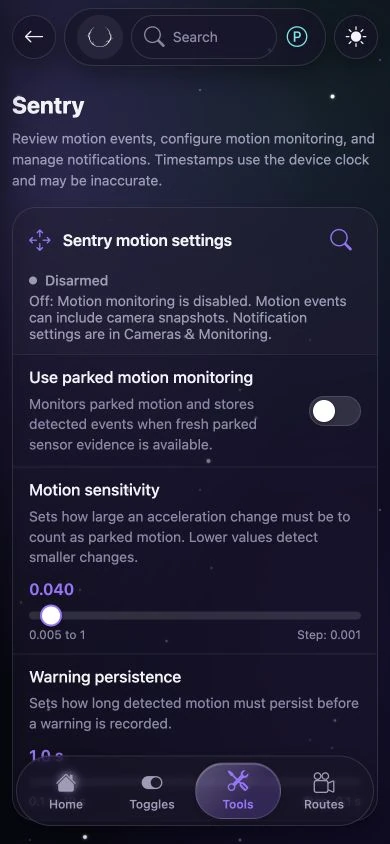 Search
P
Sentry
Review motion events, configure motion monitoring, and
manage notifications. Timestamps use the device clock
and may be inaccurate.
Sentry motion settings
Disarmed
Off: Motion monitoring is disabled. Motion events
can include camera snapshots. Notification
settings are in Cameras & Monitoring.
Use parked motion monitoring
Monitors parked motion and stores
detected events when fresh parked
sensor evidence is available.
Motion sensitivity
Sets how large an acceleration change must be to
count as parked motion. Lower values detect
smaller changes.
0.040
0.005 to 1
Step: 0.001
Warning persistence
Sets how long detected motion must persist before
a warning is recorded.
1.0 s
Home
Toggles
Tools
Routes